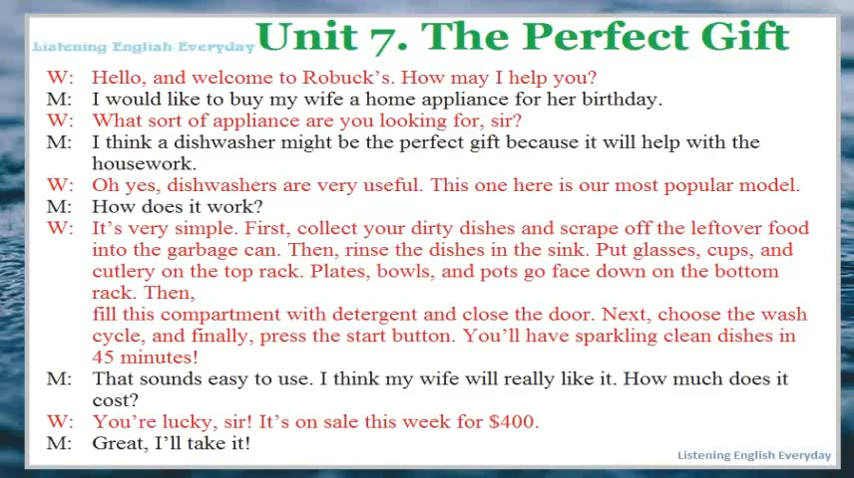 Listening English Everyday Unit 7. The Perfect Gift
W: Hello, and welcome to Robuck's. How may I help you?
M: I would like to buy my wife a home appliance for her birthday.
W: What sort of appliance are you looking for, sir?
M: I think a dishwasher might be the perfect gift because it will help with the
housework.
W: Oh yes, dishwashers are very useful. This one here is our most popular model.
M: How does it work?
W: It's very simple. First, collect your dirty dishes and scrape off the leftover food
into the garbage can. Then, rinse the dishes in the sink. Put glasses, cups, and
cutlery on the top rack. Plates, bowls, and pots go face down on the bottom
rack. Then,
fill this compartment with detergent and close the door. Next, choose the wash
cycle, and finally, press the start button. You'll have sparkling clean dishes in
45 minutes!
M: That sounds easy to use. I think my wife will really like it. How much does it
cost?
W: You're lucky, sir! It's on sale this week for $400.
M: Great, I'll take it!
Listening English Everyday